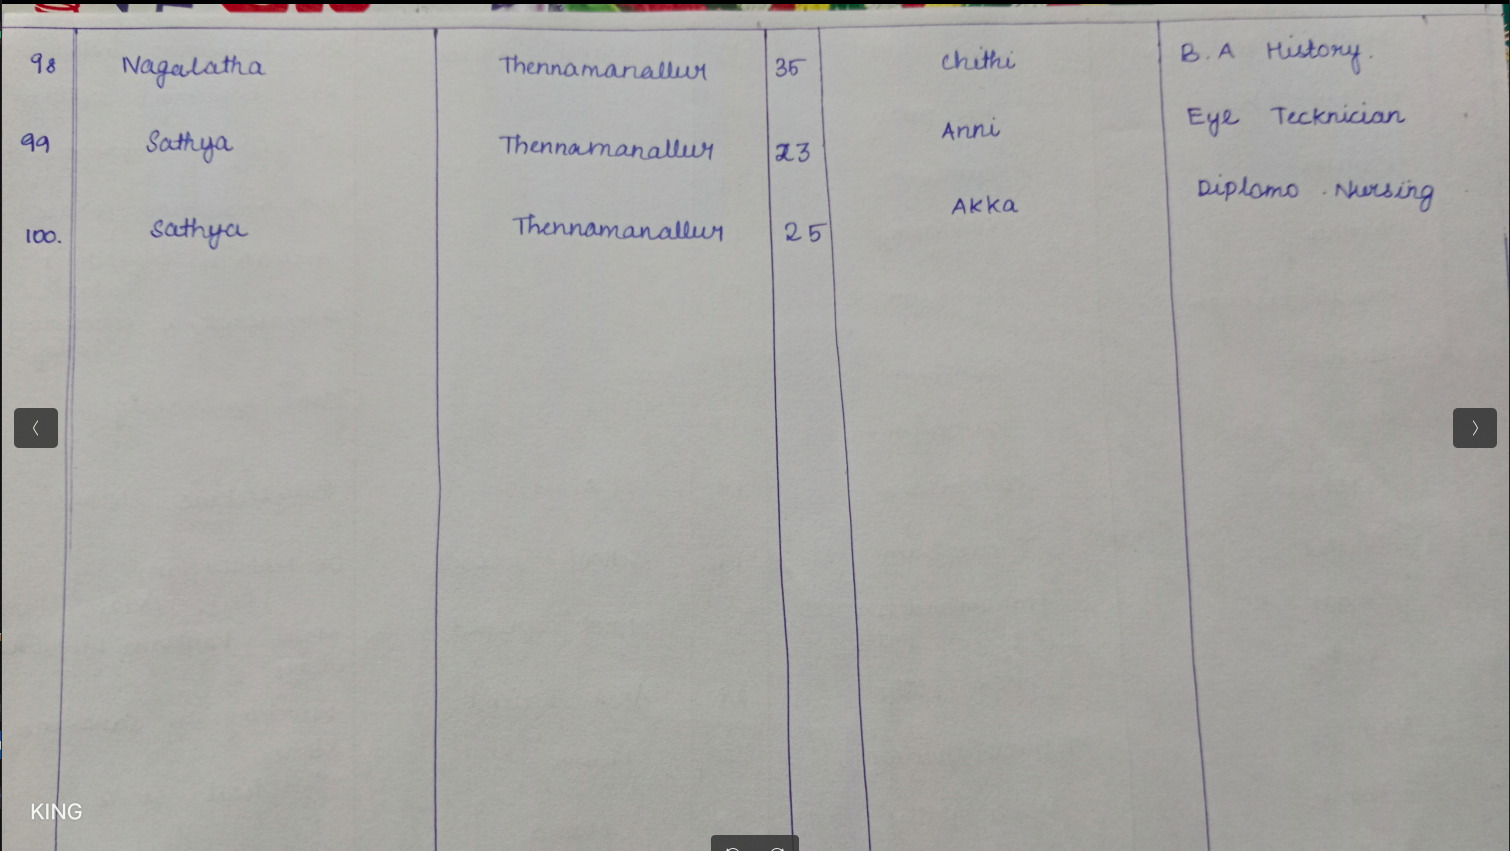 98 Nagalatha Thennamanallur 35 Chithi B.A History.
99 Sathya Thennamanallur 23 Anni Eye Tecknician
100. Sathya Thennamanallur 25 Akka Diplomo . Nursing
KING